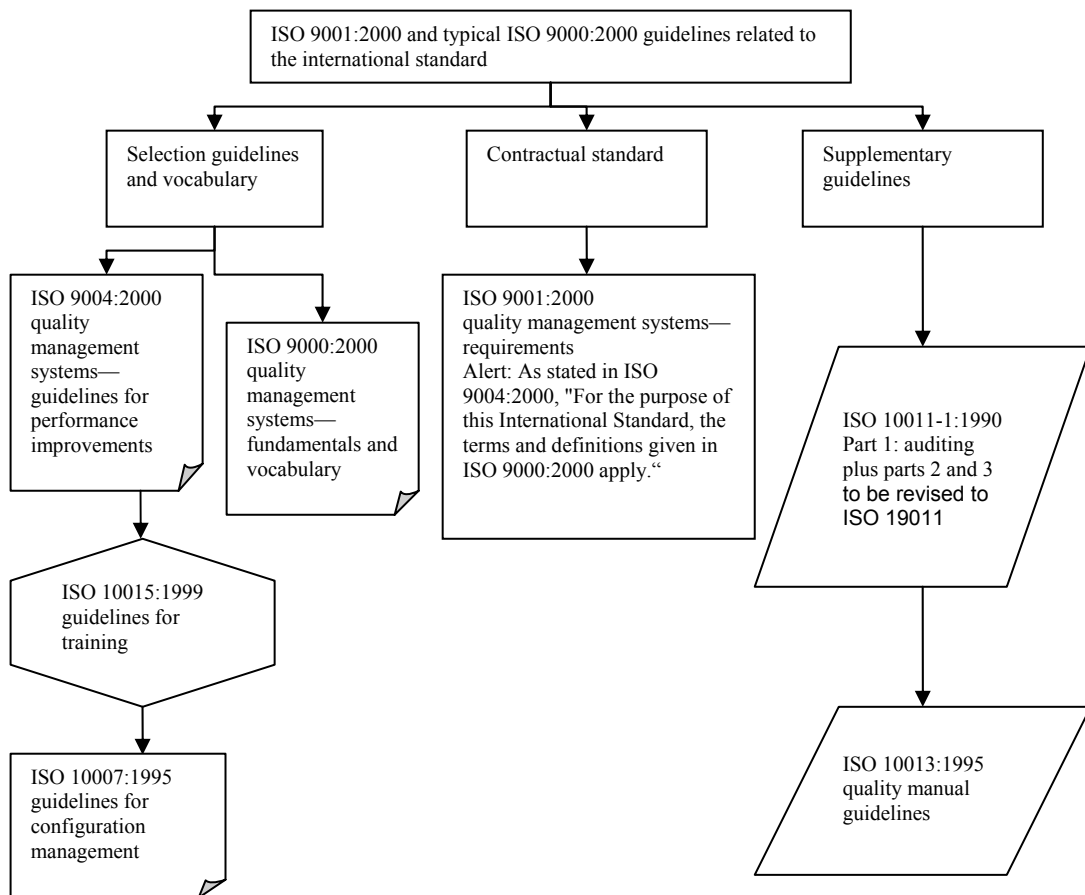 ISO 9001:2000 and typical ISO 9000:2000 guidelines related to
the international standard
Selection guidelines
and vocabulary
Contractual standard
Supplementary
guidelines
ISO 9004:2000
quality
management
systems—
guidelines for
performance
improvements
ISO 9000:2000
quality
management
systems—
fundamentals and
vocabulary
ISO 9001:2000
quality management systems—
requirements
Alert: As stated in ISO
9004:2000, "For the purpose of
this International Standard, the
terms and definitions given in
ISO 9000:2000 apply.“
ISO 10011-1:1990
Part 1: auditing
plus parts 2 and 3
to be revised to
ISO 19011
ISO 10015:1999
guidelines for
training
ISO 10007:1995
guidelines for
configuration
management
ISO 10013:1995
quality manual
guidelines